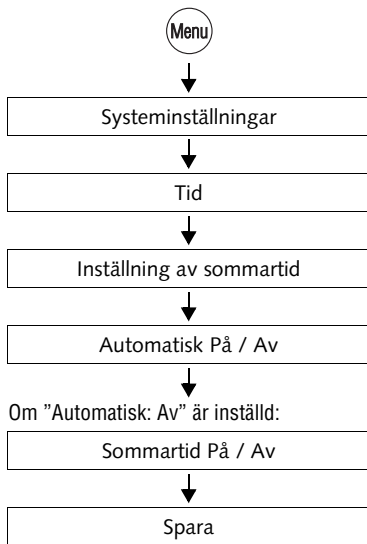 Menu
Systeminställningar
Tid
Inställning av sommartid
Automatisk På / Av
Om ”Automatisk: Av” är inställd:
Sommartid På / Av
Spara